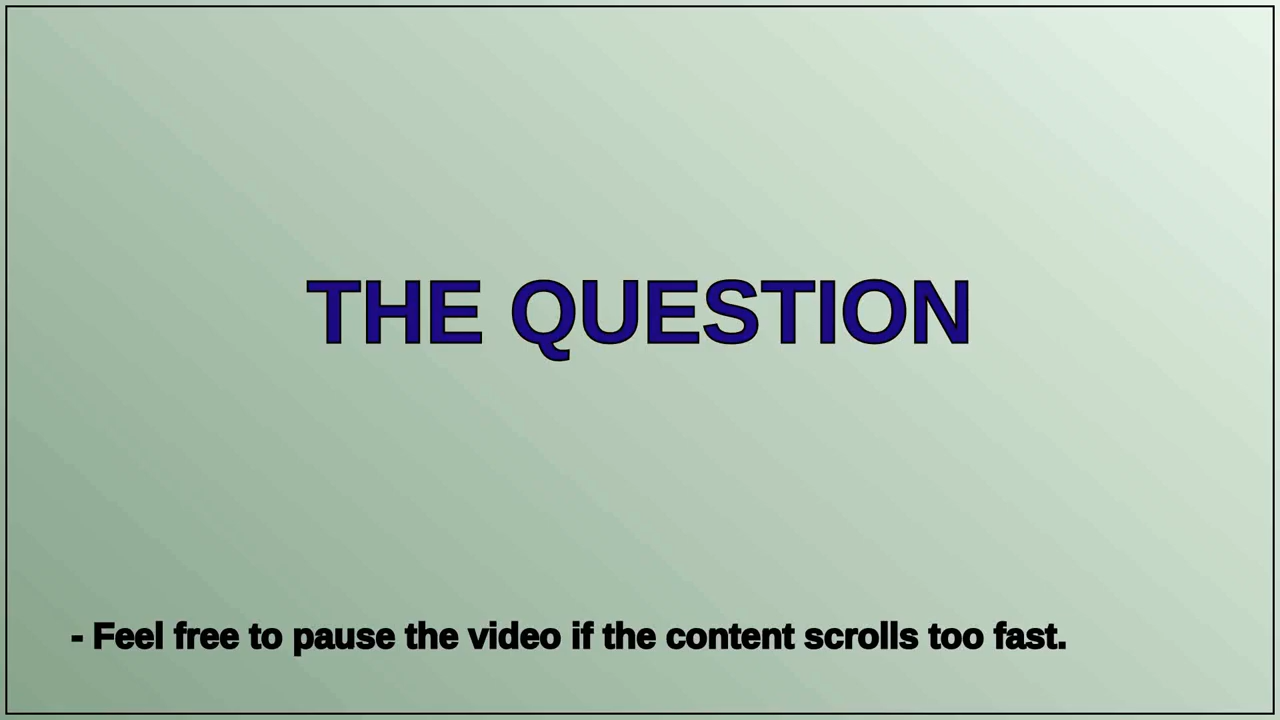 THE QUESTION
- Feel free to pause the video if the content scrolls too fast.